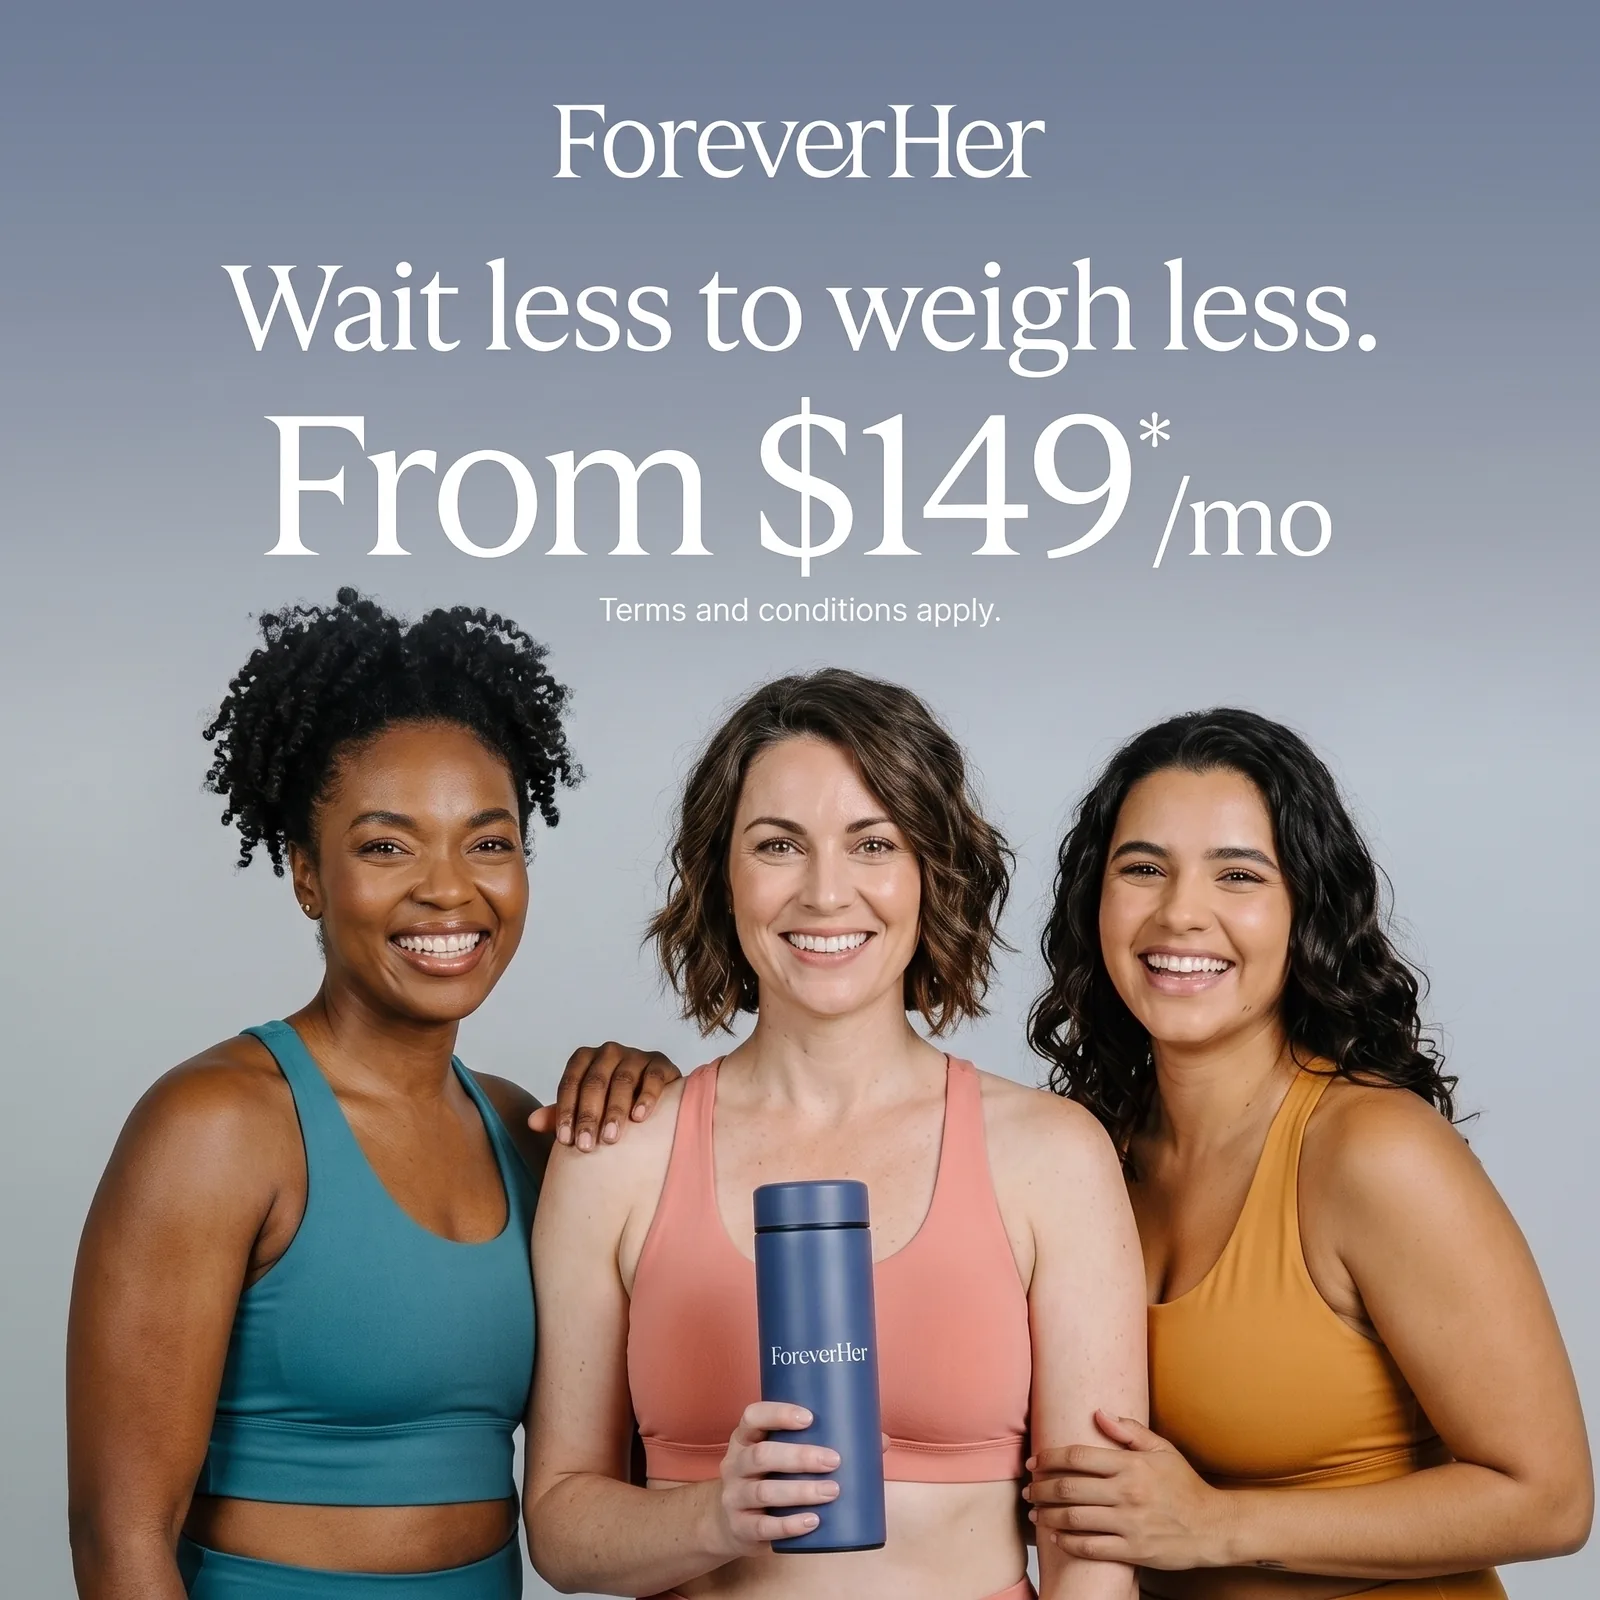 ForeverHer
Wait less to weigh less.
From $149*/mo
Terms and conditions apply.
ForeverHer